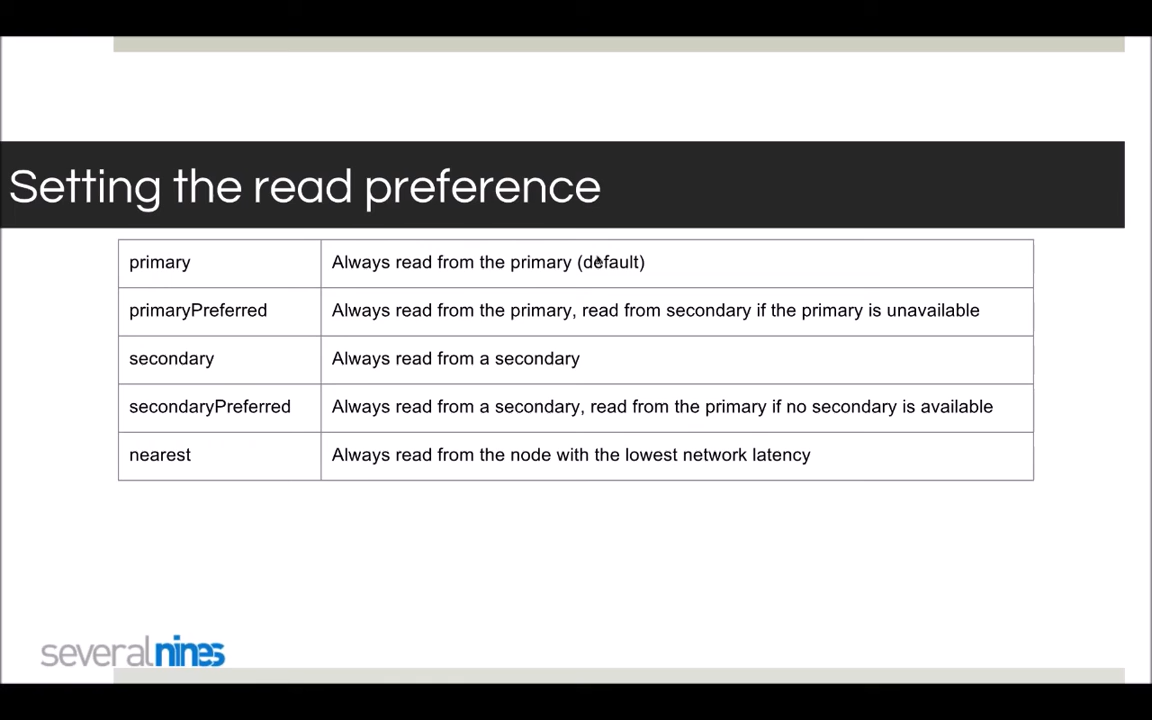 Setting the read preference
primary Always read from the primary (default)
primaryPreferred Always read from the primary, read from secondary if the primary is unavailable
secondary Always read from a secondary
secondaryPreferred Always read from a secondary, read from the primary if no secondary is available
nearest Always read from the node with the lowest network latency
severalnines